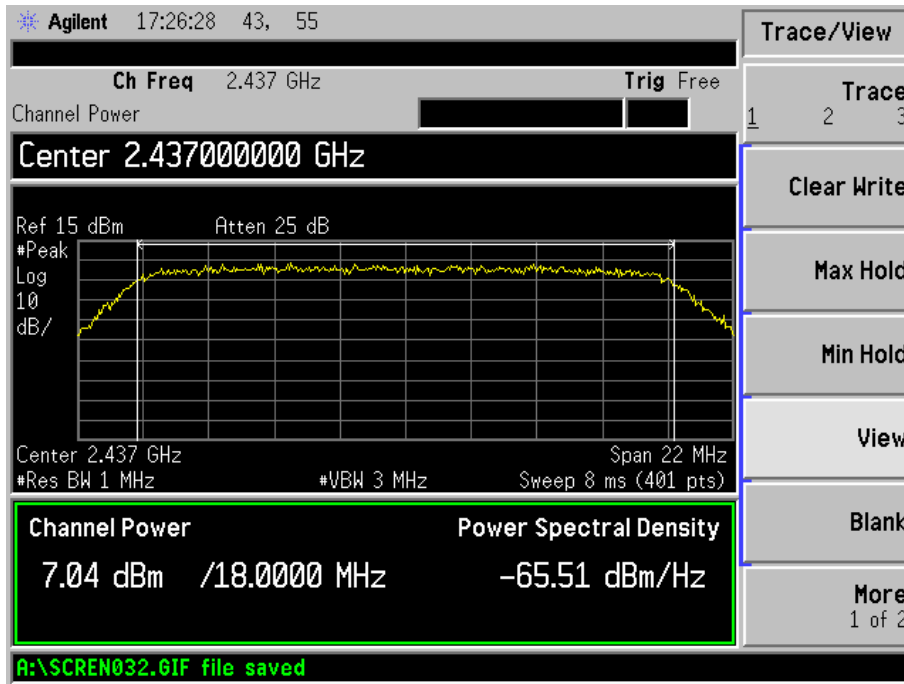 Agilent 17:26:28 43, 55
Trace/View
Ch Freq 2.437 GHz Trig Free
Channel Power
Trace
1 2 3
Center 2.437000000 GHz
Clear Write
Ref 15 dBm Atten 25 dB
#Peak
Log
10
dB/
Max Hold
Min Hold
View
Center 2.437 GHz Span 22 MHz
#Res BW 1 MHz #VBW 3 MHz Sweep 8 ms (401 pts)
Blank
Channel Power Power Spectral Density
7.04 dBm /18.0000 MHz -65.51 dBm/Hz
More
1 of 2
A:\SCREN032.GIF file saved